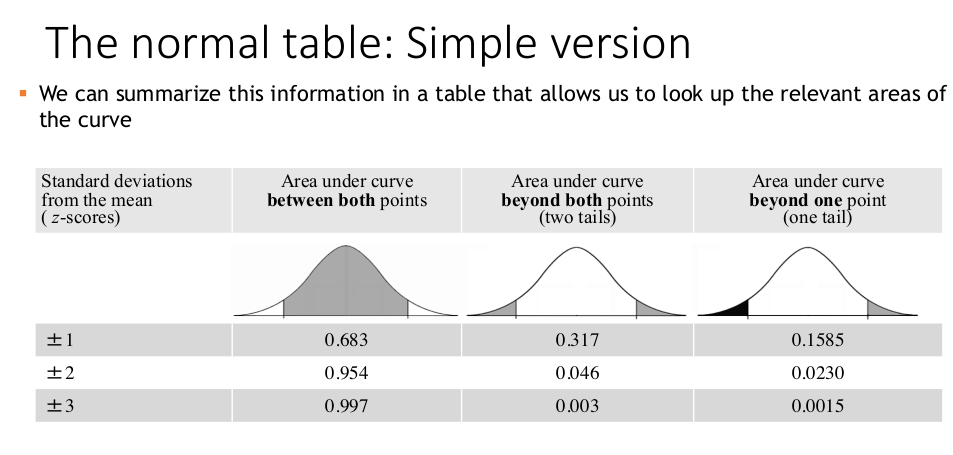 The normal table: Simple version
▪ We can summarize this information in a table that allows us to look up the relevant areas of
the curve
Standard deviations
from the mean
( z-scores)
Area under curve
between both points
Area under curve
beyond both points
(two tails)
Area under curve
beyond one point
(one tail)
±1 0.683 0.317 0.1585
±2 0.954 0.046 0.0230
±3 0.997 0.003 0.0015